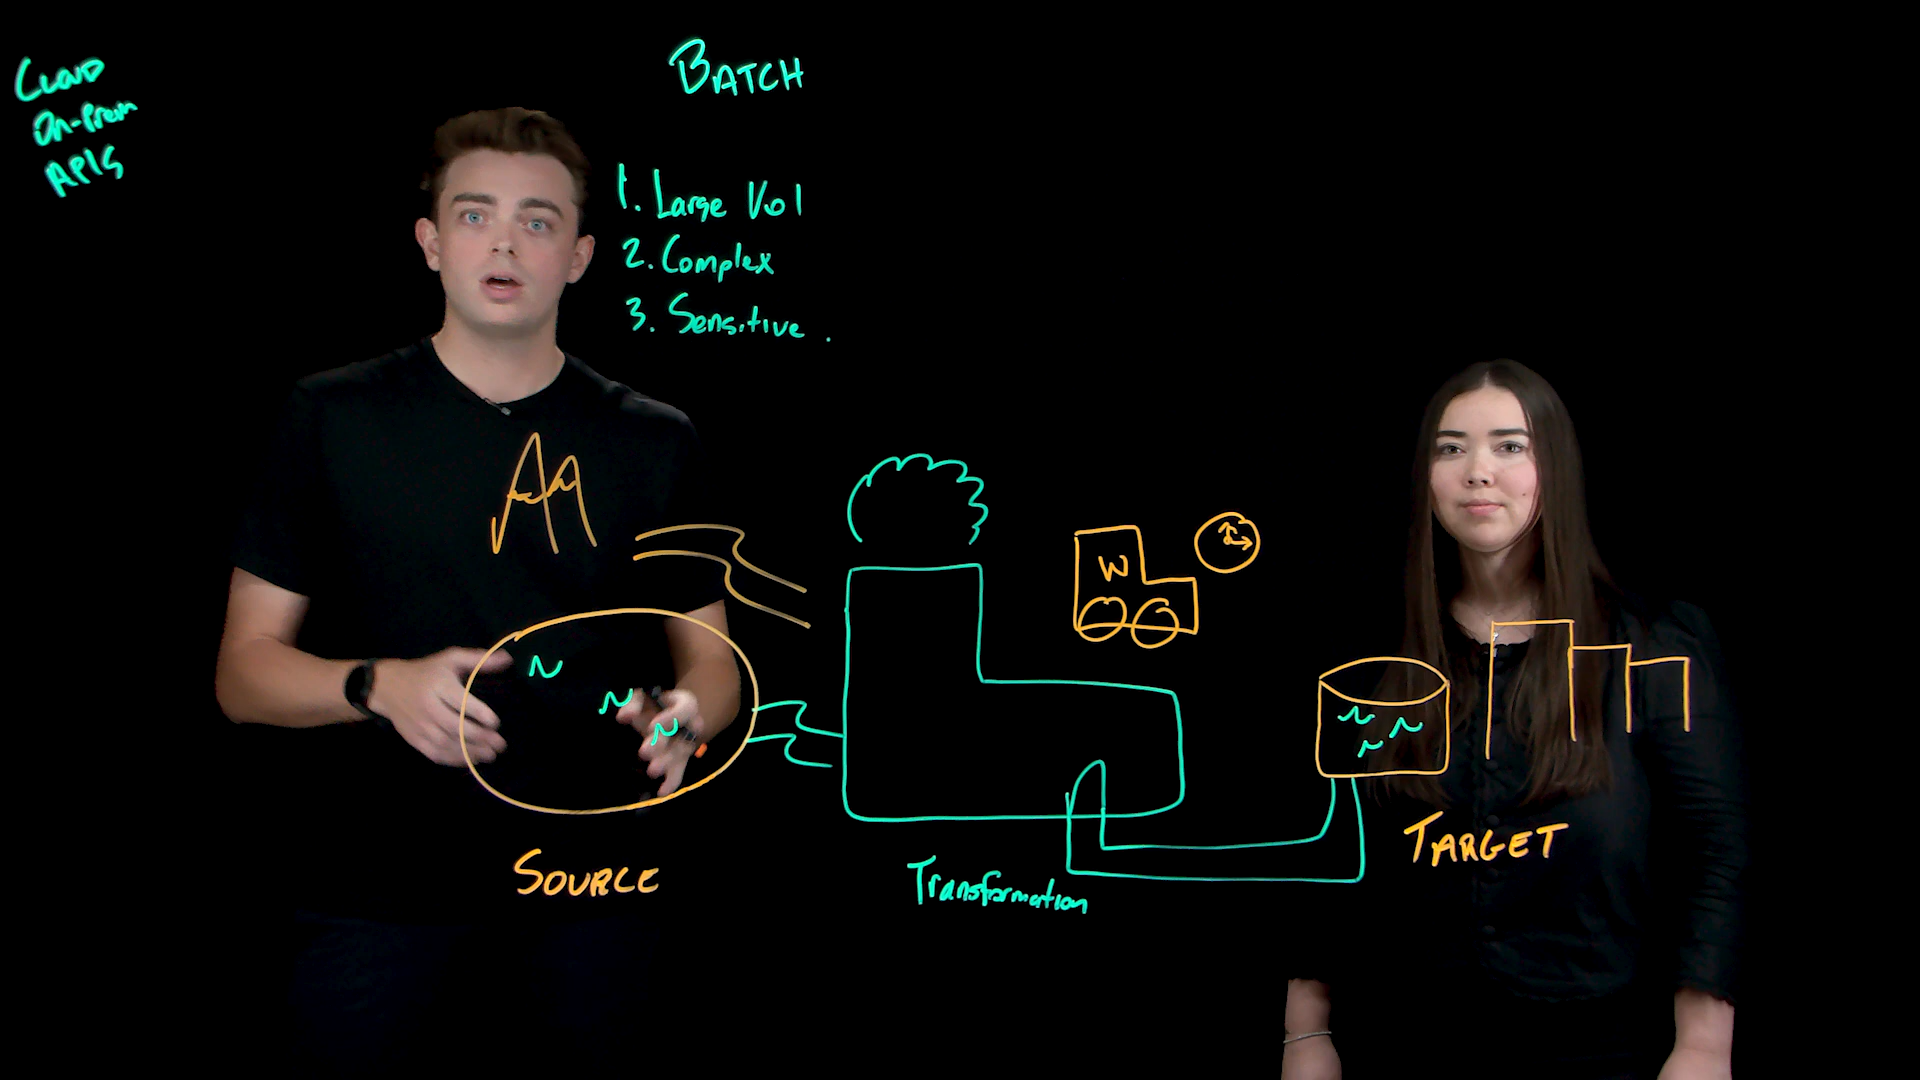 Cloud
On-Prem
APIs
BATCH
1. Large Vol
2. Complex
3. Sensitive.
W
SOURCE
Transformation
TARGET